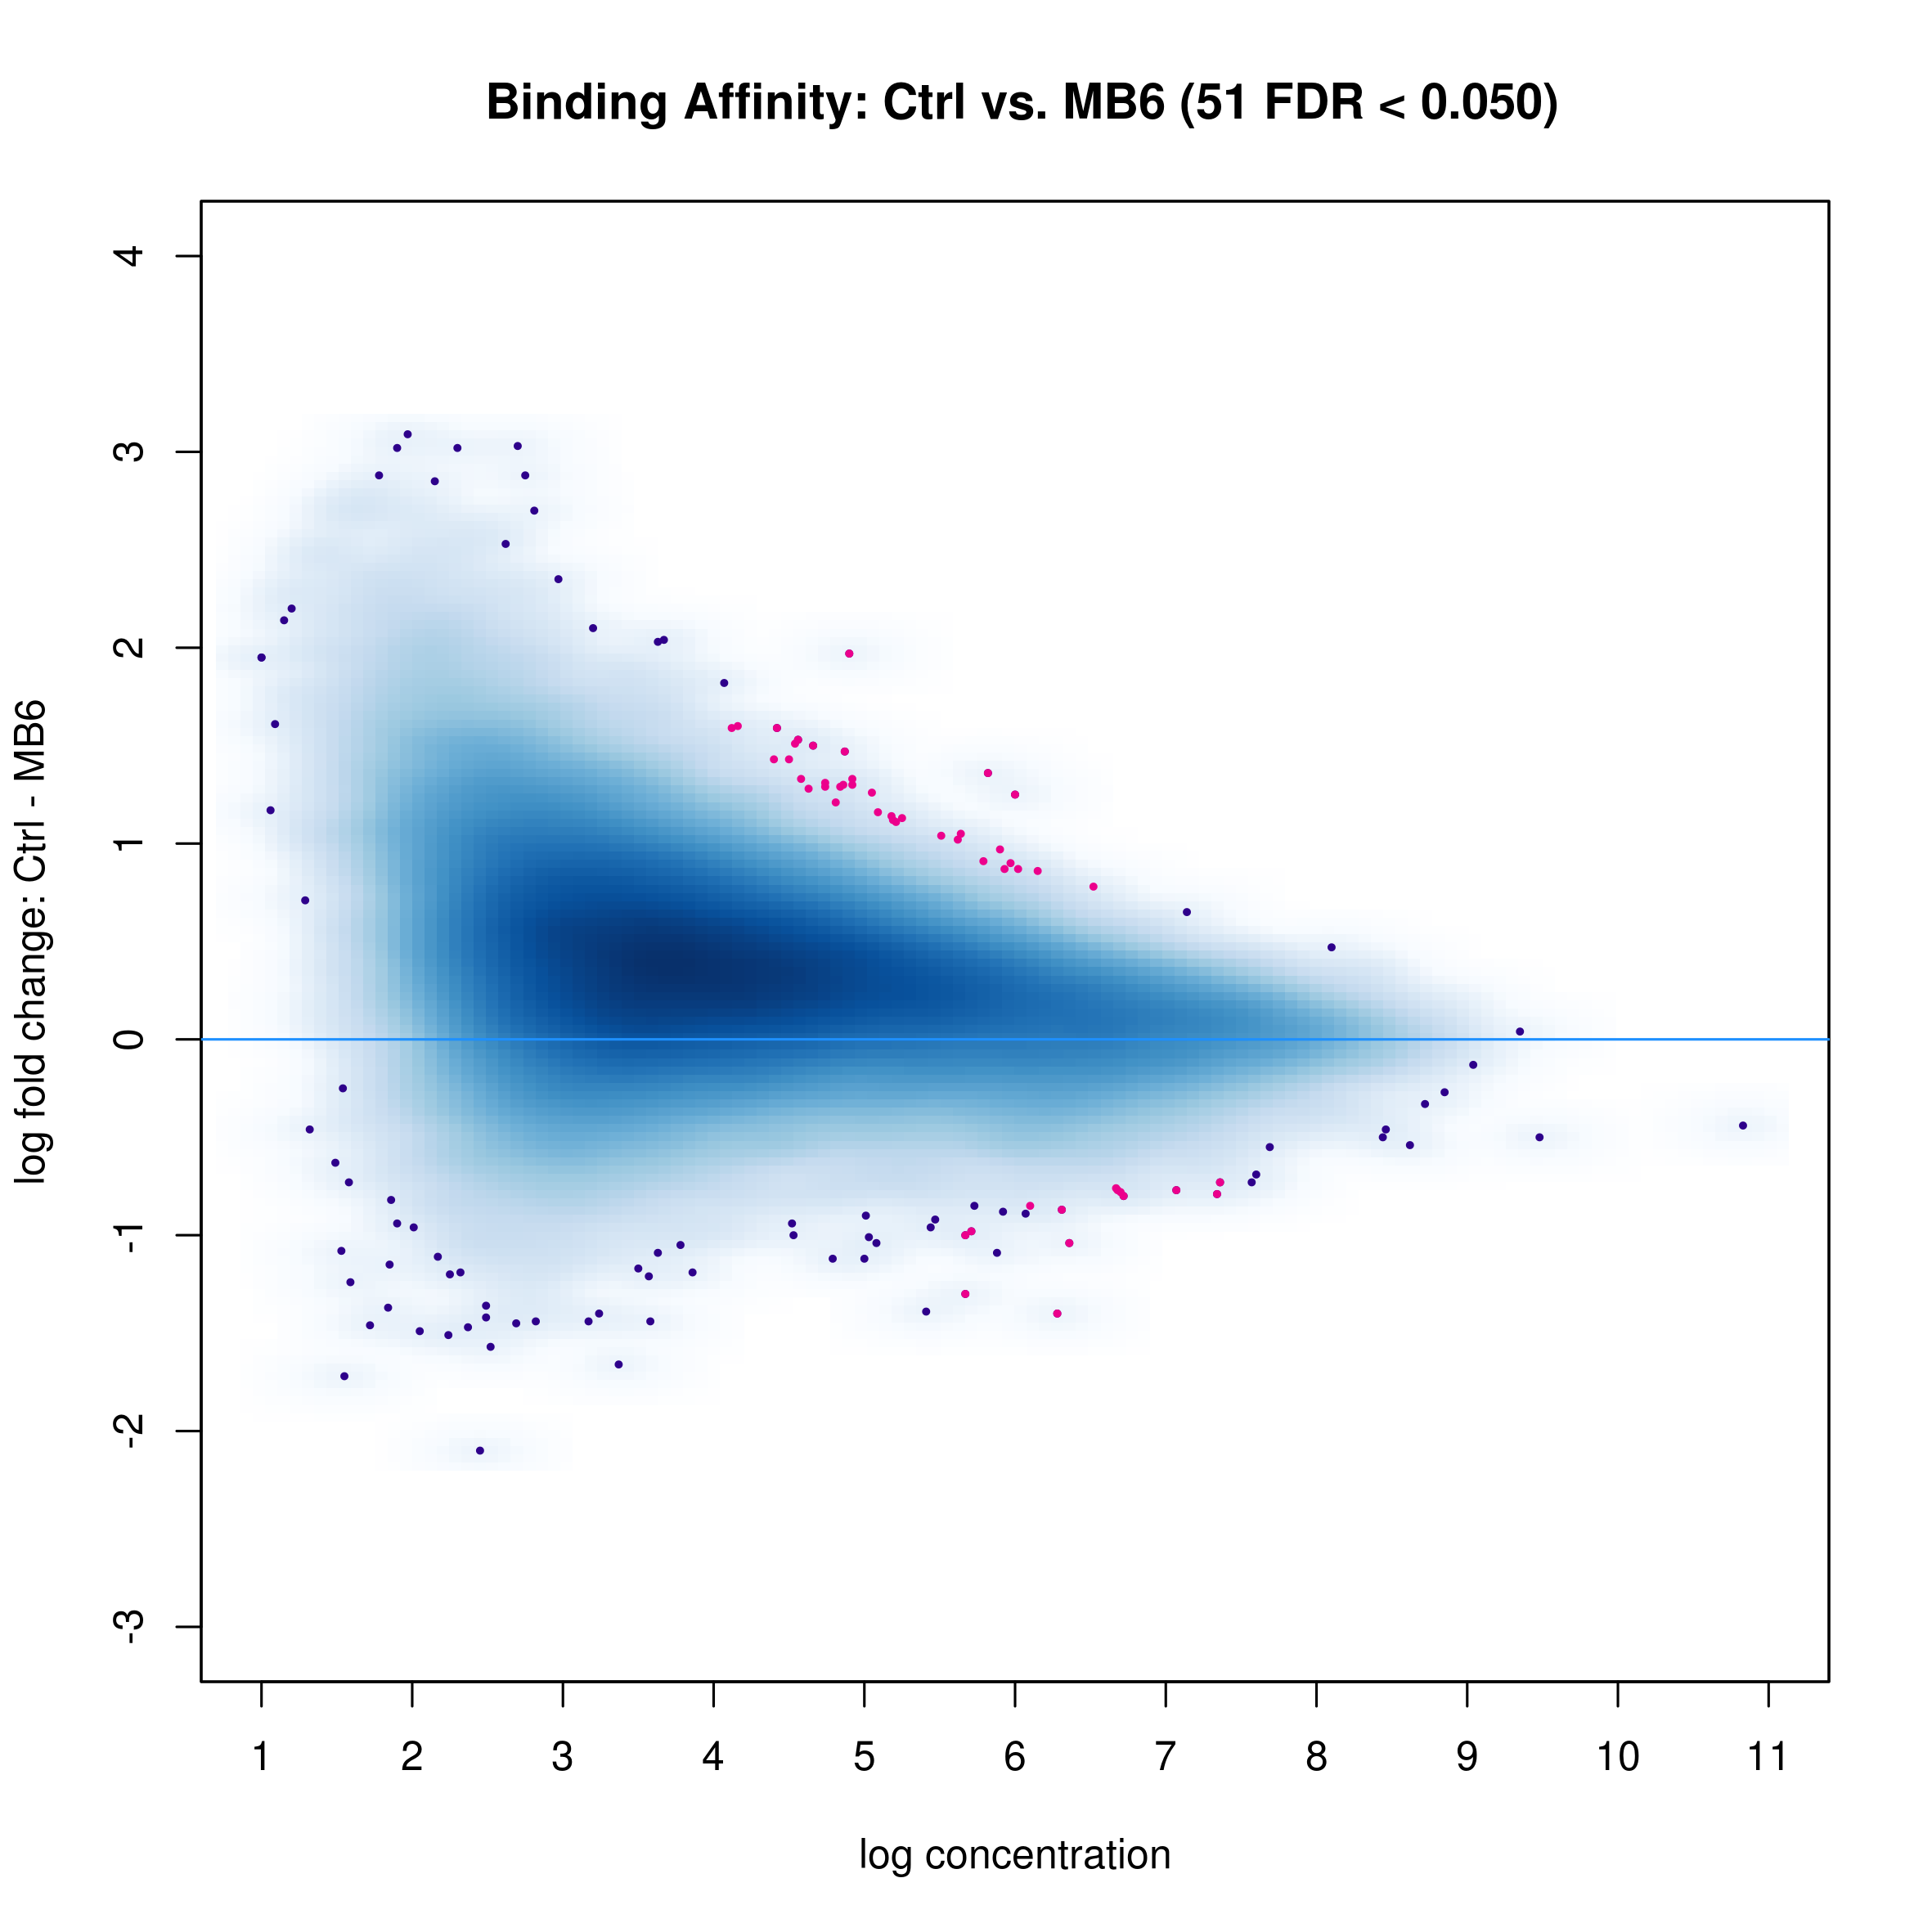 Binding Affinity: Ctrl vs. MB6 (51 FDR < 0.050)
log fold change: Ctrl - MB6
4
3
2
1
0
-1
-2
-3
1 2 3 4 5 6 7 8 9 10 11
log concentration